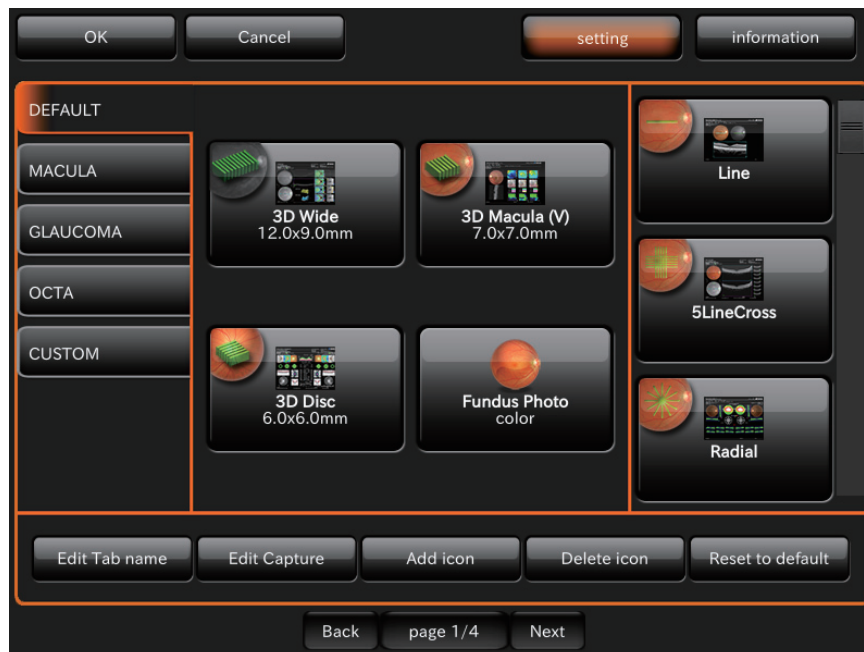 OK
Cancel
setting
information
DEFAULT
MACULA
GLAUCOMA
OCTA
CUSTOM
3D Wide
12.0x9.0mm
3D Macula (V)
7.0x7.0mm
3D Disc
6.0x6.0mm
Fundus Photo
color
Line
5LineCross
Radial
Edit Tab name
Edit Capture
Add icon
Delete icon
Reset to default
Back
page 1/4
Next